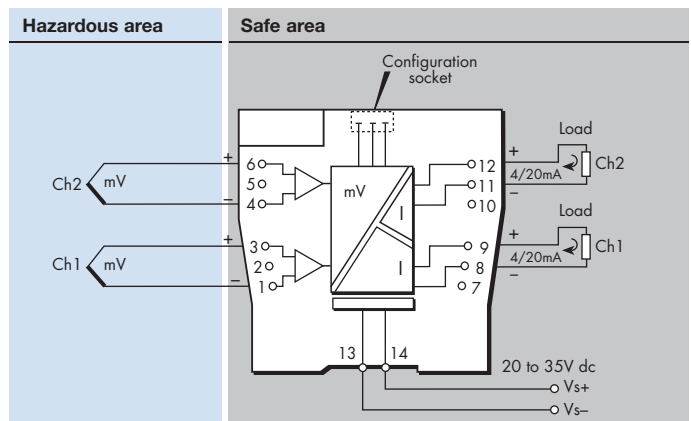 Hazardous area
Safe area
Configuration
socket
Load
+
6
12
+
Ch2
Ch2
mV
5
mV
11
4/20mA
–
4
I
10
–
Load
+
3
9
+
Ch1
Ch1
mV
2
I
8
4/20mA
–
1
7
–
13
14
20 to 35V dc
Vs+
Vs–